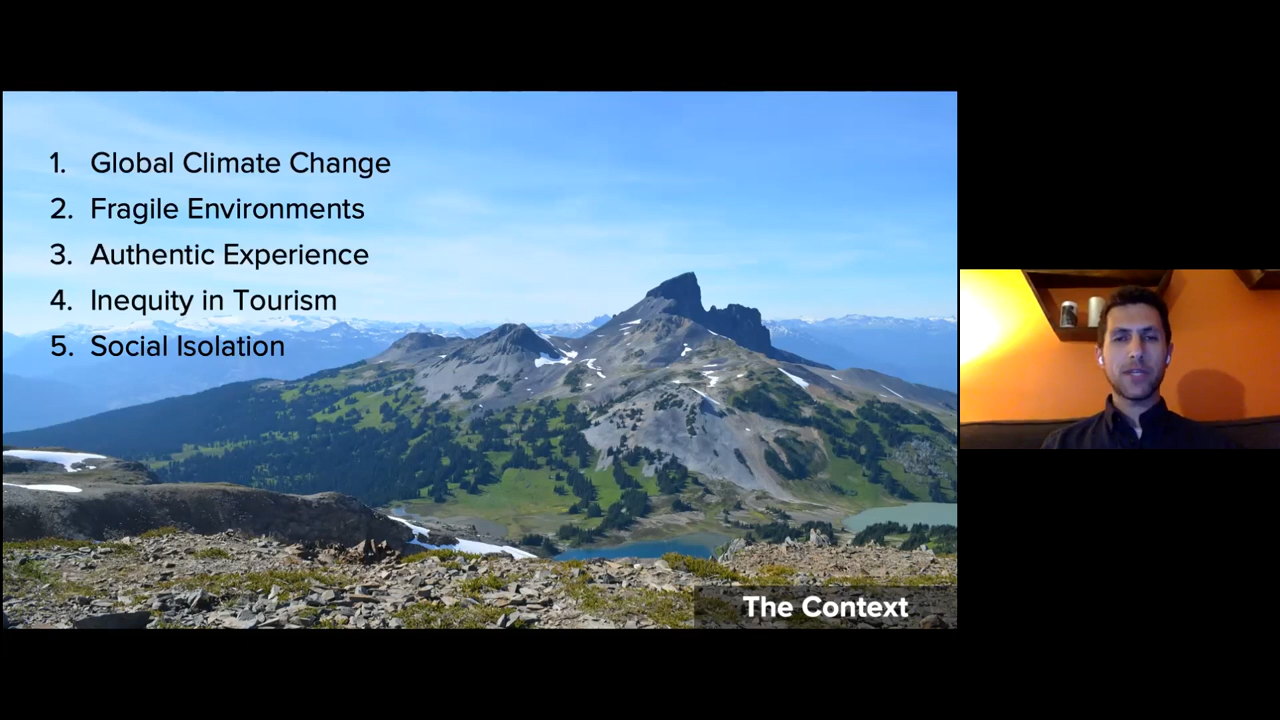 1. Global Climate Change
2. Fragile Environments
3. Authentic Experience
4. Inequity in Tourism
5. Social Isolation
The Context